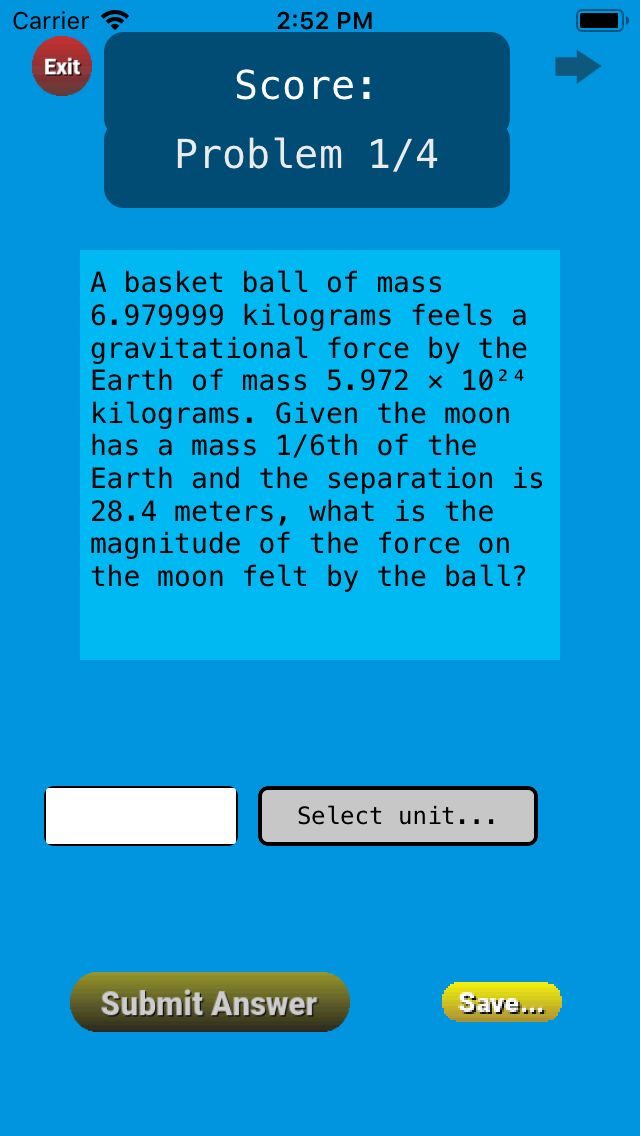 Carrier 2:52 PM
Exit
Score:
Problem 1/4
A basket ball of mass
6.979999 kilograms feels a
gravitational force by the
Earth of mass 5.972 × 10²⁴
kilograms. Given the moon
has a mass 1/6th of the
Earth and the separation is
28.4 meters, what is the
magnitude of the force on
the moon felt by the ball?
Select unit...
Submit Answer
Save...